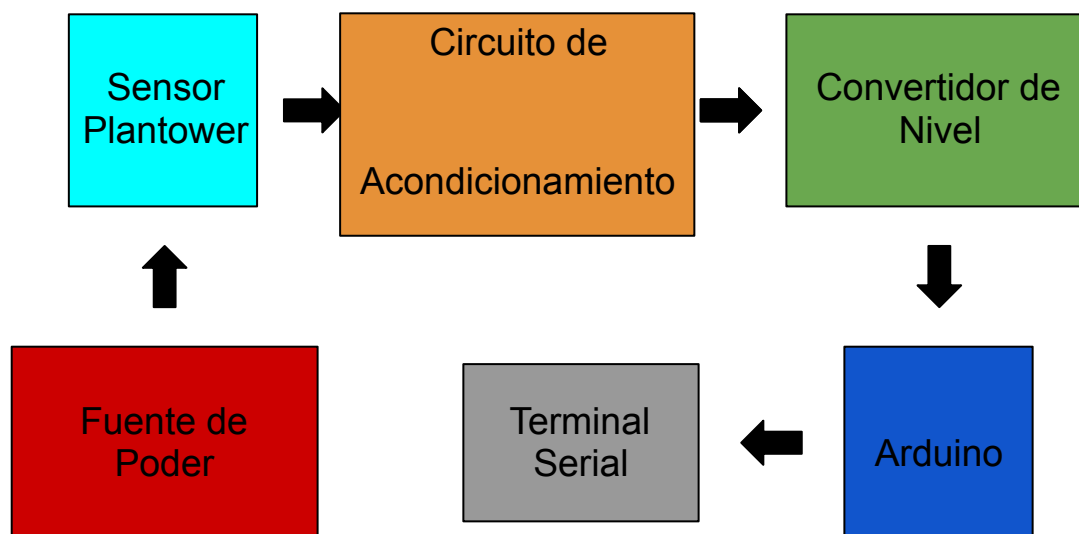 Sensor
Plantower
Circuito de
Acondicionamiento
Convertidor de
Nivel
Fuente de
Poder
Terminal
Serial
Arduino